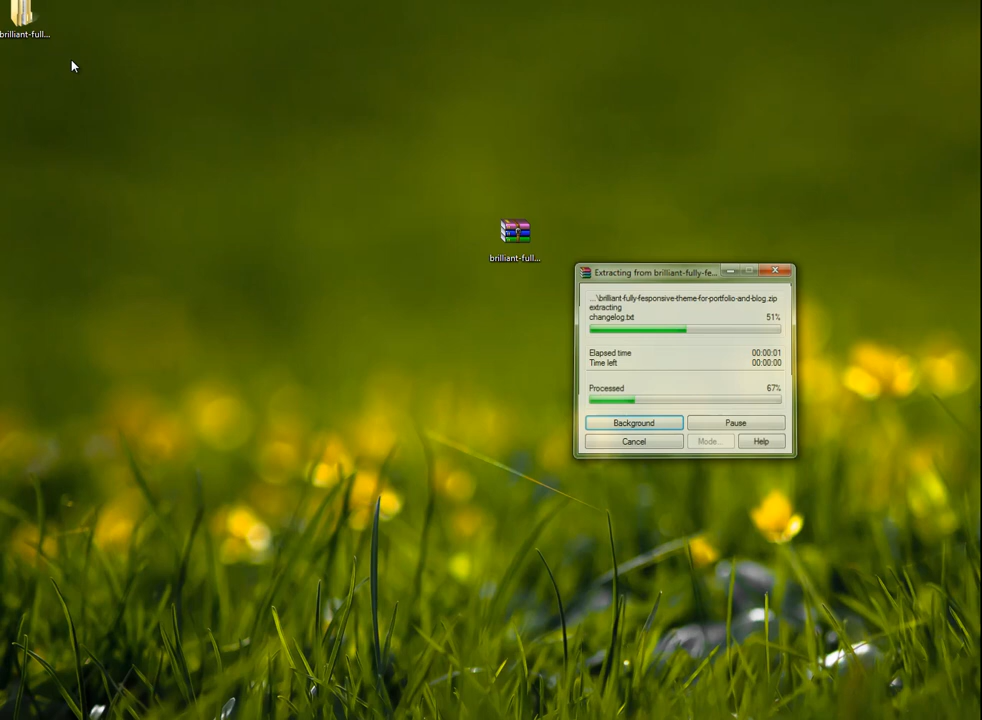 brilliant-full...
brilliant-full...
Extracting from brilliant-fully-fe...
...\brilliant-fully-fesponsive-theme-for-portfolio-and-blog.zip
extracting
changelog.txt 51%
Elapsed time 00:00:01
Time left 00:00:00
Processed 67%
Background Pause
Cancel Mode... Help